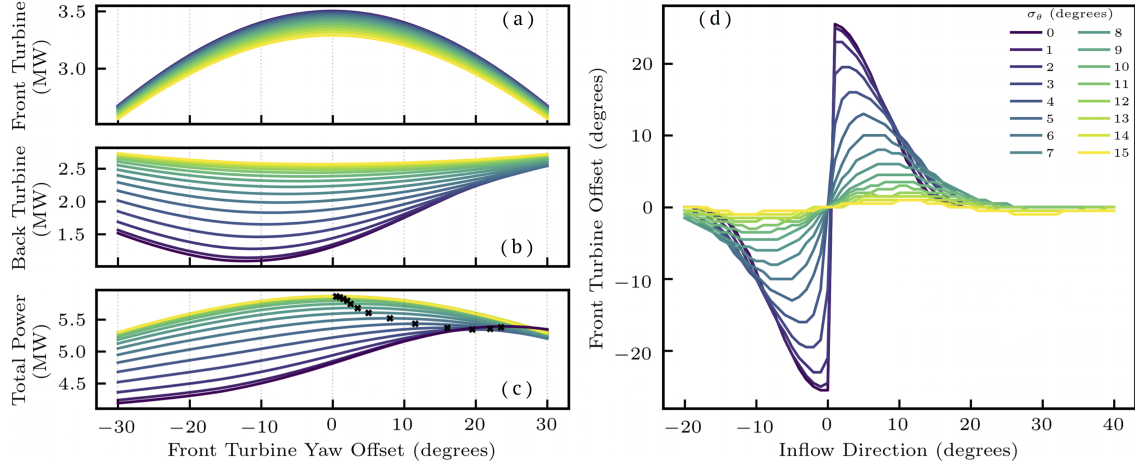 (a)
Front Turbine
(MW)
3.5
3.0
(b)
Back Turbine
(MW)
2.5
2.0
1.5
(c)
Total Power
(MW)
5.5
5.0
4.5
−30 −20 −10 0 10 20 30
Front Turbine Yaw Offset (degrees)
(d)
Front Turbine Offset (degrees)
20
10
0
−10
−20
−20 −10 0 10 20 30 40
Inflow Direction (degrees)
σθ (degrees)
0 8
1 9
2 10
3 11
4 12
5 13
6 14
7 15